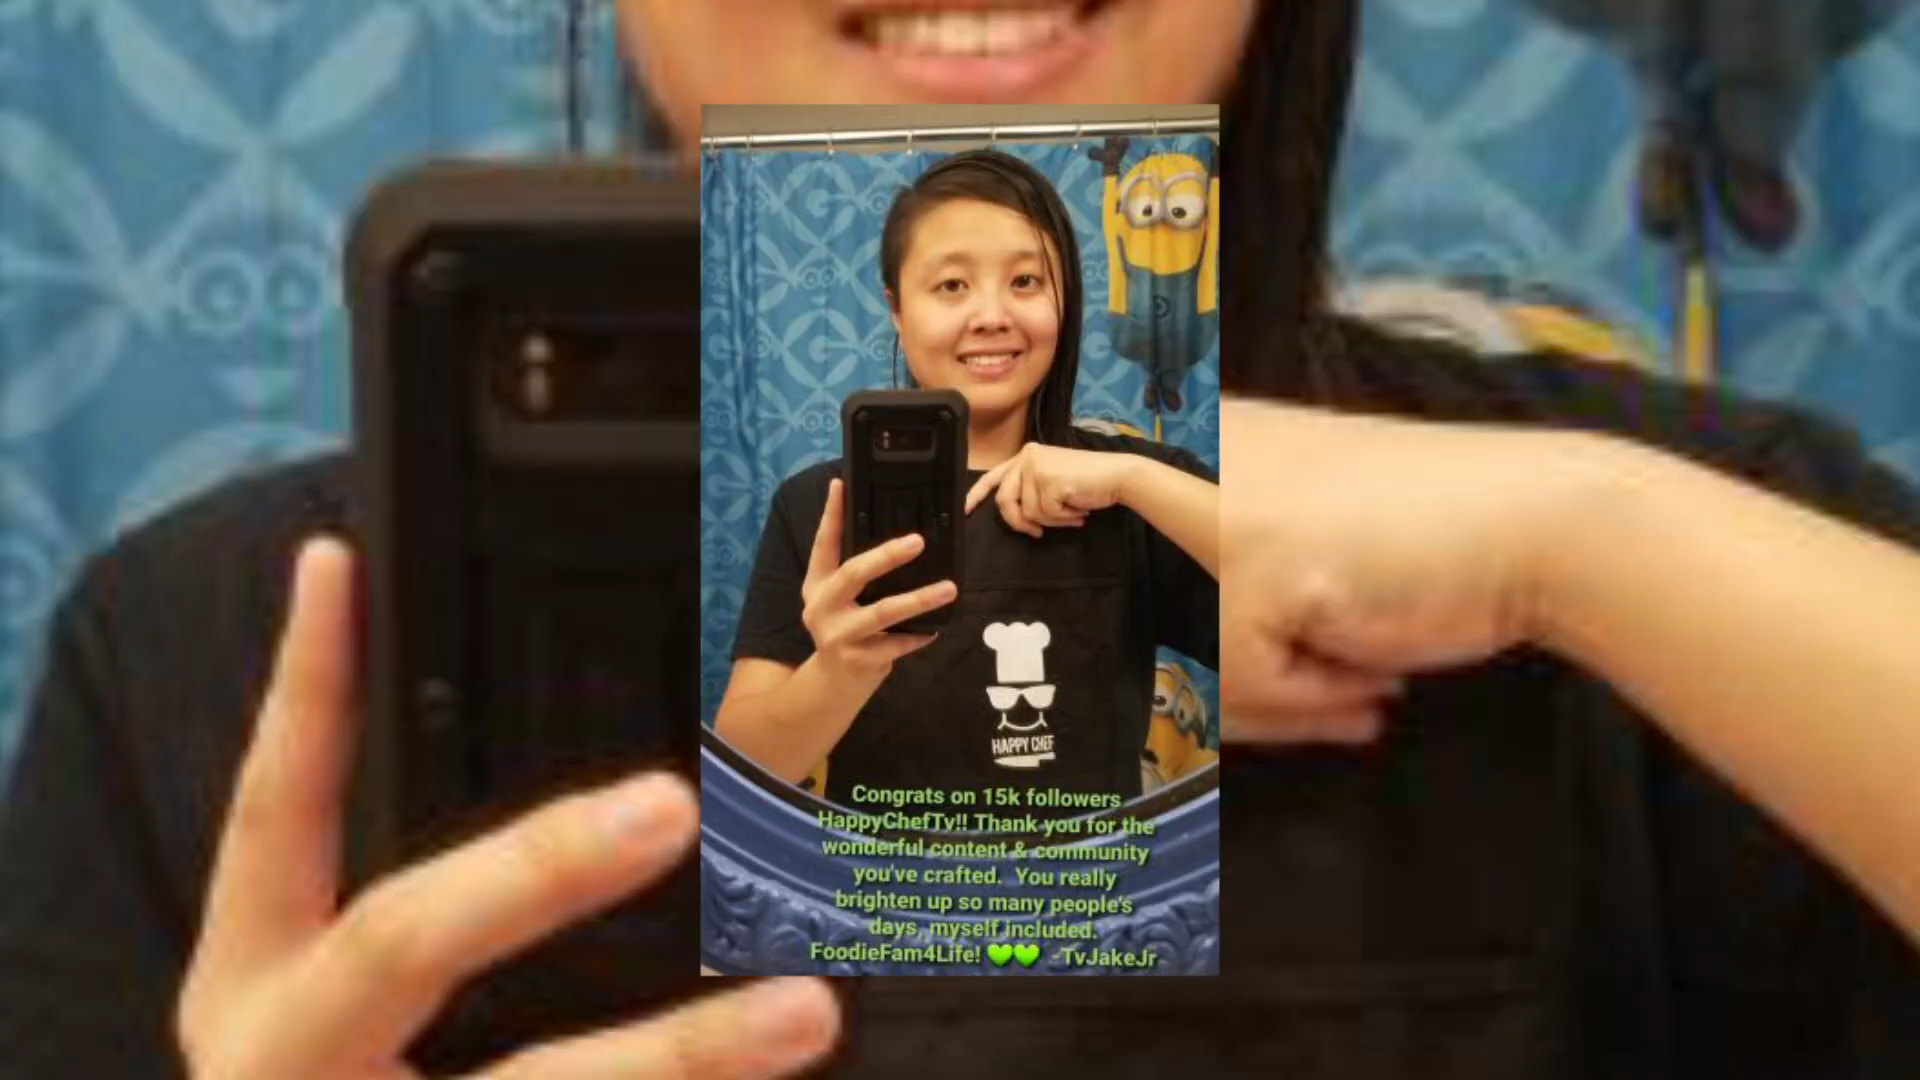 HAPPY CHEF
Congrats on 15k followers
HappyChefTv!! Thank you for the
wonderful content & community
you've crafted.  You really
brighten up so many people's
days, myself included.
FoodieFam4Life! 💚💚 -TvJakeJr